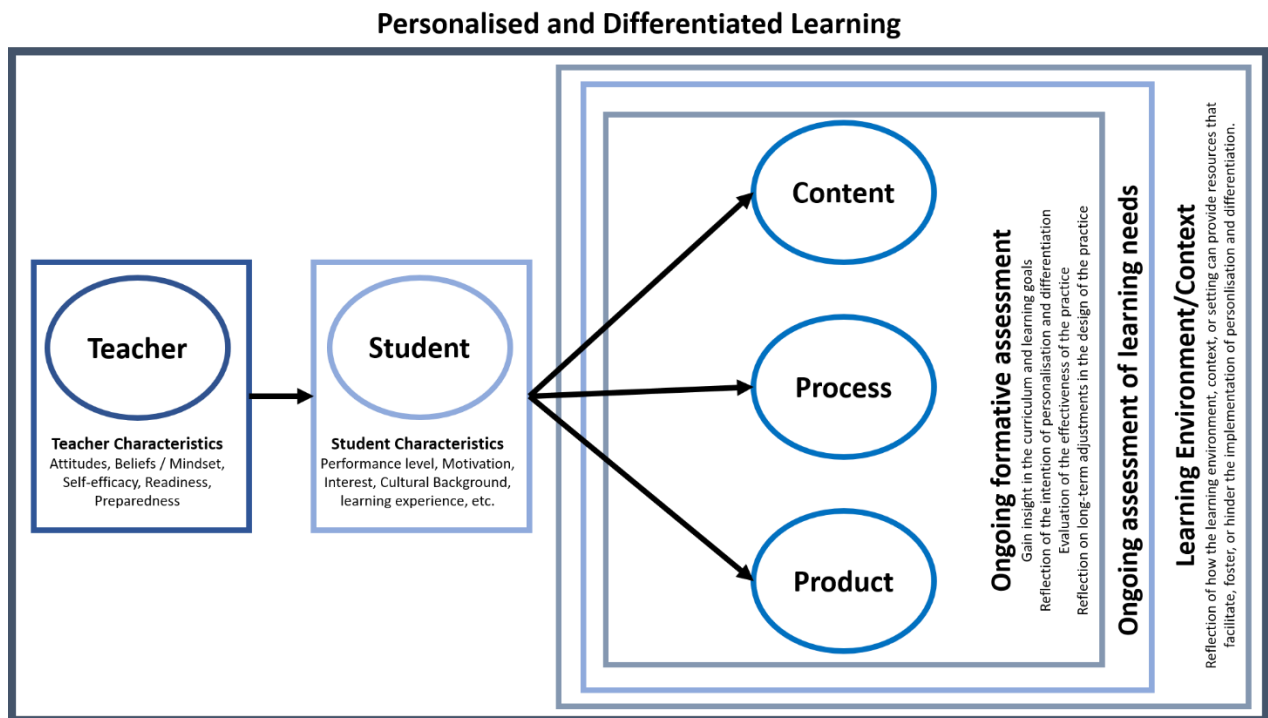 Personalised and Differentiated Learning
Teacher
Teacher Characteristics
Attitudes, Beliefs / Mindset,
Self-efficacy, Readiness,
Preparedness
Student
Student Characteristics
Performance level, Motivation,
Interest, Cultural Background,
learning experience, etc.
Content
Process
Product
Ongoing formative assessment
Gain insight in the curriculum and learning goals
Reflection of the intention of personalisation and differentiation
Evaluation of the effectiveness of the practice
Reflection on long-term adjustments in the design of the practice
Ongoing assessment of learning needs
Learning Environment/Context
Reflection of how the learning environment, context, or setting can provide resources that
facilitate, foster, or hinder the implementation of personlisation and differentiation.